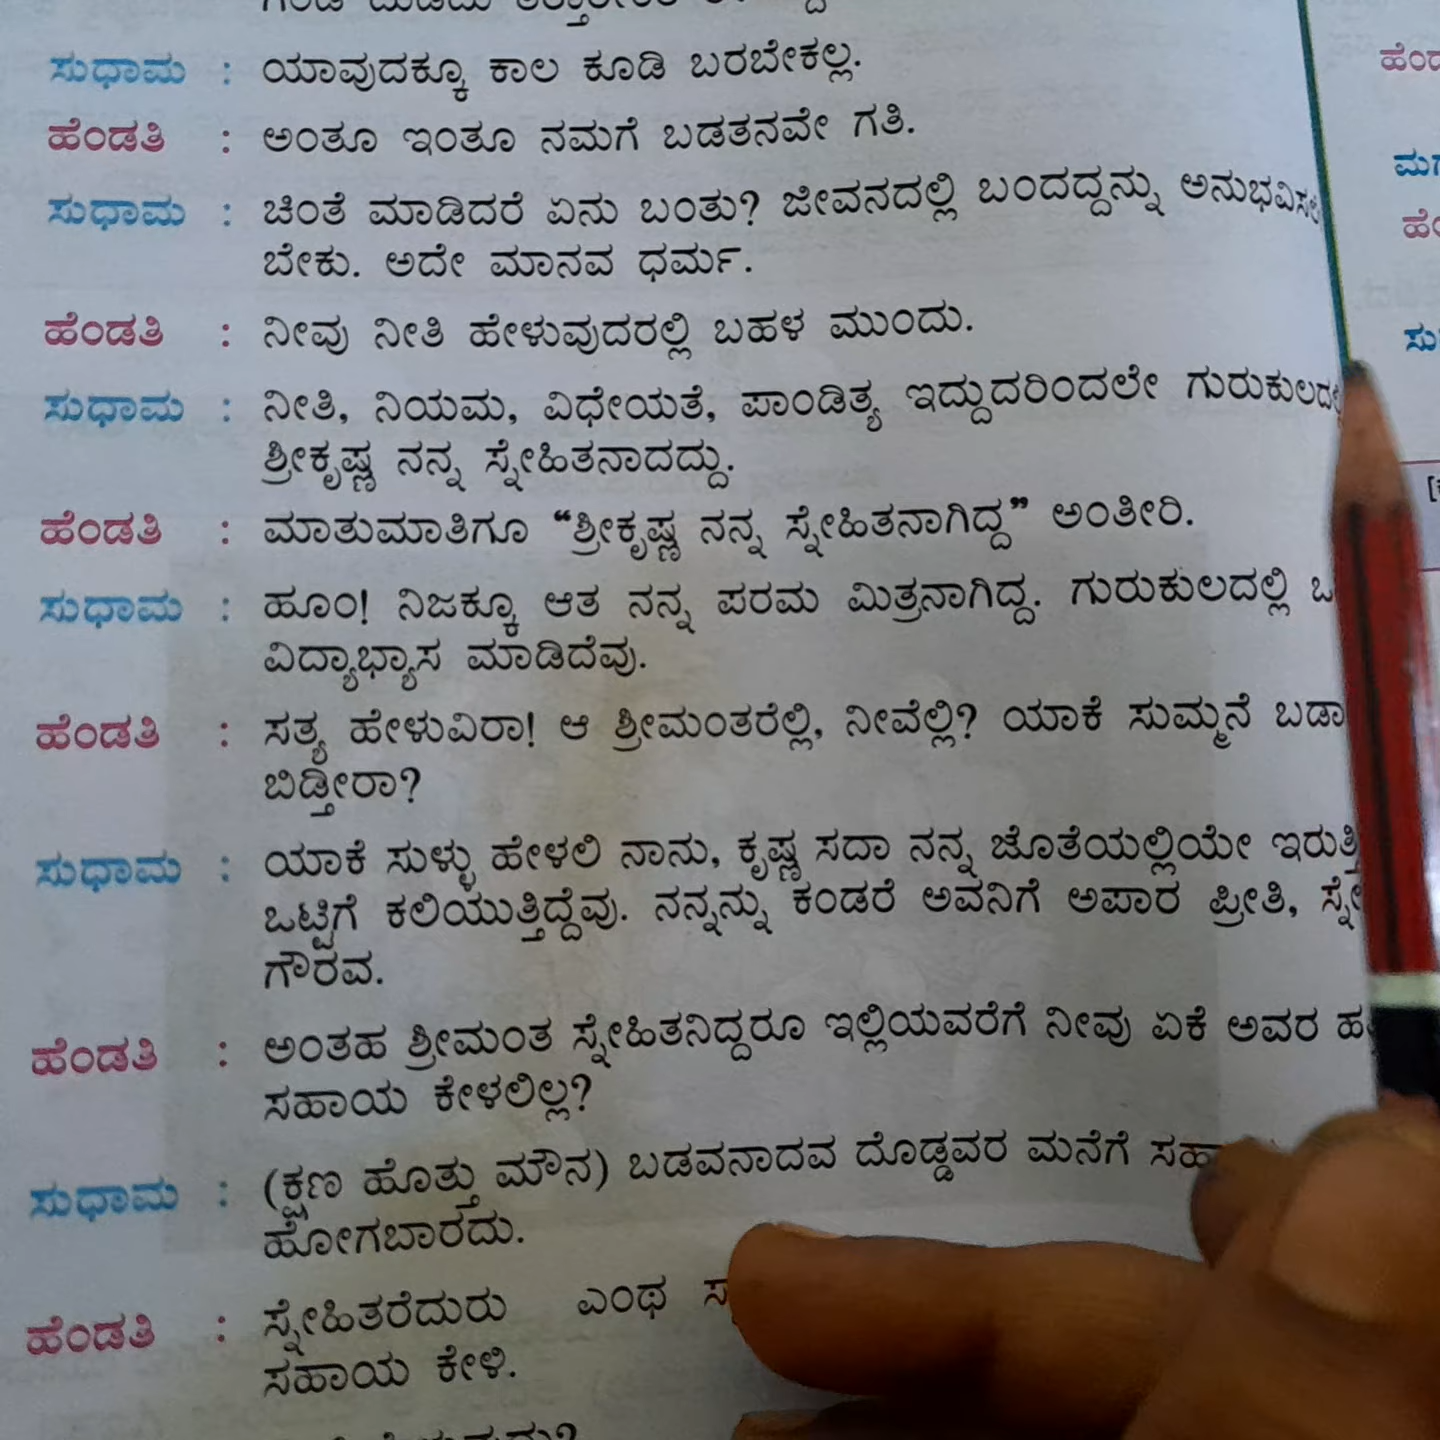 ಸುಧಾಮ : ಯಾವುದಕ್ಕೂ ಕಾಲ ಕೂಡಿ ಬರಬೇಕಲ್ಲ.
ಹೆಂಡತಿ : ಅಂತೂ ಇಂತೂ ನಮಗೆ ಬಡತನವೇ ಗತಿ.
ಸುಧಾಮ : ಚಿಂತೆ ಮಾಡಿದರೆ ಏನು ಬಂತು? ಜೀವನದಲ್ಲಿ ಬಂದದ್ದನ್ನು
ಬೇಕು. ಅದೇ ಮಾನವ ಧರ್ಮ.
ಹೆಂಡತಿ : ನೀವು ನೀತಿ ಹೇಳುವುದರಲ್ಲಿ ಬಹಳ ಮುಂದು.
ಸುಧಾಮ : ನೀತಿ, ನಿಯಮ, ವಿಧೇಯತೆ, ಪಾಂಡಿತ್ಯ ಇದ್ದುದರಿಂದಲೇ
ಶ್ರೀಕೃಷ್ಣ ನನ್ನ ಸ್ನೇಹಿತನಾದದ್ದು.
ಹೆಂಡತಿ : ಮಾತುಮಾತಿಗೂ “ಶ್ರೀಕೃಷ್ಣ ನನ್ನ ಸ್ನೇಹಿತನಾಗಿದ್ದ” ಅಂತೀರಿ.
ಸುಧಾಮ : ಹೂಂ! ನಿಜಕ್ಕೂ ಆತ ನನ್ನ ಪರಮ ಮಿತ್ರನಾಗಿದ್ದ. ಗುರುಕುಲದಲ್ಲಿ
ವಿದ್ಯಾಭ್ಯಾಸ ಮಾಡಿದೆವು.
ಹೆಂಡತಿ : ಸತ್ಯ ಹೇಳುವಿರಾ! ಆ ಶ್ರೀಮಂತರೆಲ್ಲಿ, ನೀವೆಲ್ಲಿ? ಯಾಕೆ ಸುಮ್ಮನೆ
ಬಿಡ್ತೀರಾ?
ಸುಧಾಮ : ಯಾಕೆ ಸುಳ್ಳು ಹೇಳಲಿ ನಾನು, ಕೃಷ್ಣ ಸದಾ ನನ್ನ ಜೊತೆಯಲ್ಲಿಯೇ
ಒಟ್ಟಿಗೆ ಕಲಿಯುತ್ತಿದ್ದೆವು. ನನ್ನನ್ನು ಕಂಡರೆ ಅವನಿಗೆ ಅಪಾರ ಪ್ರೀತಿ,
ಗೌರವ.
ಹೆಂಡತಿ : ಅಂತಹ ಶ್ರೀಮಂತ ಸ್ನೇಹಿತನಿದ್ದರೂ ಇಲ್ಲಿಯವರೆಗೆ ನೀವು ಏಕೆ ಅವರ
ಸಹಾಯ ಕೇಳಲಿಲ್ಲ?
ಸುಧಾಮ : (ಕ್ಷಣ ಹೊತ್ತು ಮೌನ) ಬಡವನಾದವ ದೊಡ್ಡವರ ಮನೆಗೆ
ಹೋಗಬಾರದು.
ಹೆಂಡತಿ : ಸ್ನೇಹಿತರೆದುರು ಎಂಥ
ಸಹಾಯ ಕೇಳಿ.